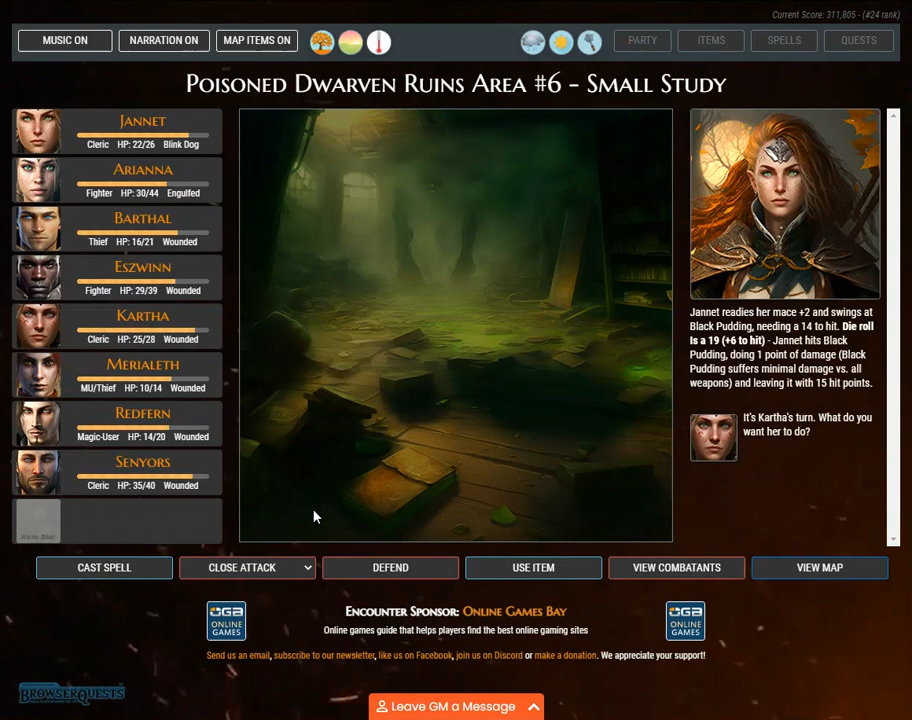 Current Score: 311,805 - (#24 rank)
MUSIC ON
NARRATION ON
MAP ITEMS ON
PARTY
ITEMS
SPELLS
QUESTS
Poisoned Dwarven Ruins Area #6 - Small Study
Jannet
Cleric HP: 22/26 Blink Dog
Arianna
Fighter HP: 30/44 Engulfed
Barthal
Thief HP: 16/21 Wounded
Eszwinn
Fighter HP: 29/39 Wounded
Kartha
Cleric HP: 25/28 Wounded
Merialeth
MU/Thief HP: 10/14 Wounded
Redfern
Magic-User HP: 14/20 Wounded
Senyors
Cleric HP: 35/40 Wounded
Hero Slot
Jannet readies her mace +2 and swings at
Black Pudding, needing a 14 to hit. Die roll
is a 19 (+6 to hit) - Jannet hits Black
Pudding, doing 1 point of damage (Black
Pudding suffers minimal damage vs. all
weapons) and leaving it with 15 hit points.
It's Kartha's turn. What do you
want her to do?
CAST SPELL
CLOSE ATTACK
DEFEND
USE ITEM
VIEW COMBATANTS
VIEW MAP
OGA
ONLINE
GAMES
Encounter Sponsor: Online Games Bay
Online games guide that helps players find the best online gaming sites
OGA
ONLINE
GAMES
Send us an email, subscribe to our newsletter, like us on Facebook, join us on Discord or make a donation. We appreciate your support!
BrowserQuests
Leave GM a Message